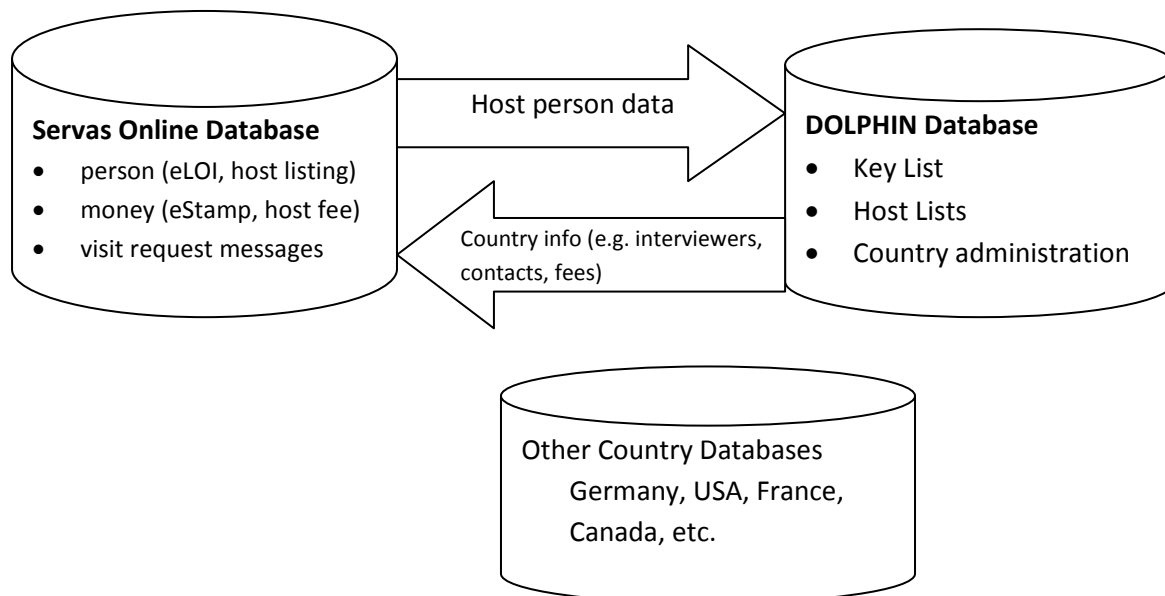 Servas Online Database
• person (eLOI, host listing)
• money (eStamp, host fee)
• visit request messages
Host person data
Country info (e.g. interviewers,
contacts, fees)
DOLPHIN Database
• Key List
• Host Lists
• Country administration
Other Country Databases
Germany, USA, France,
Canada, etc.